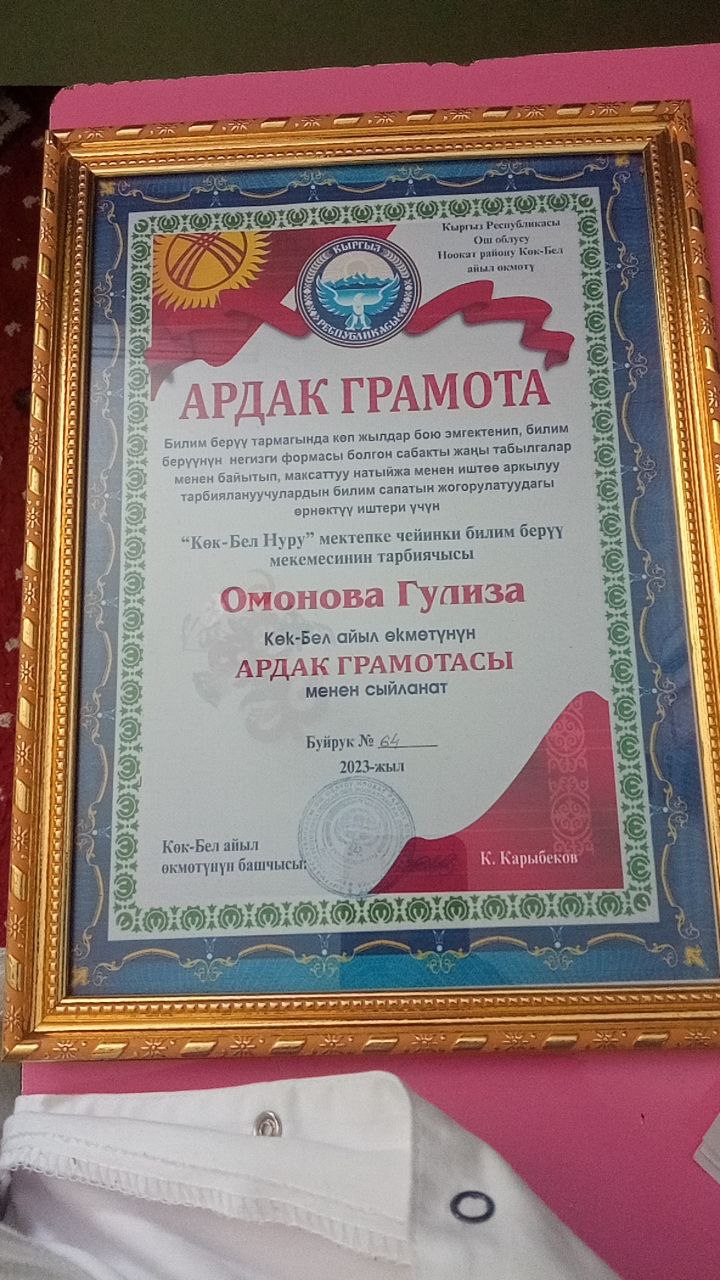 Кыргыз Республикасы
Ош облусу
Ноокат району Көк-Бел
айыл өкмөтү
КЫРГЫЗ
РЕСПУБЛИКАСЫ
АРДАК ГРАМОТА
Билим берүү тармагында көп жылдар бою эмгектенип, билим
берүүнүн негизги формасы болгон сабакты жаңы табылгалар
менен байытып, максаттуу натыйжа менен иштөө аркылуу
тарбиялануучулардын билим сапатын жогорулатуудагы
өрнөктүү иштери үчүн
“Көк-Бел Нуру” мектепке чейинки билим берүү
мекемесинин тарбиячысы
Омонова Гулиза
Көк-Бел айыл өкмөтүнүн
АРДАК ГРАМОТАСЫ
менен сыйланат
Буйрук № 64
2023-жыл
Көк-Бел айыл
өкмөтүнүн башчысы:
К. Карыбеков